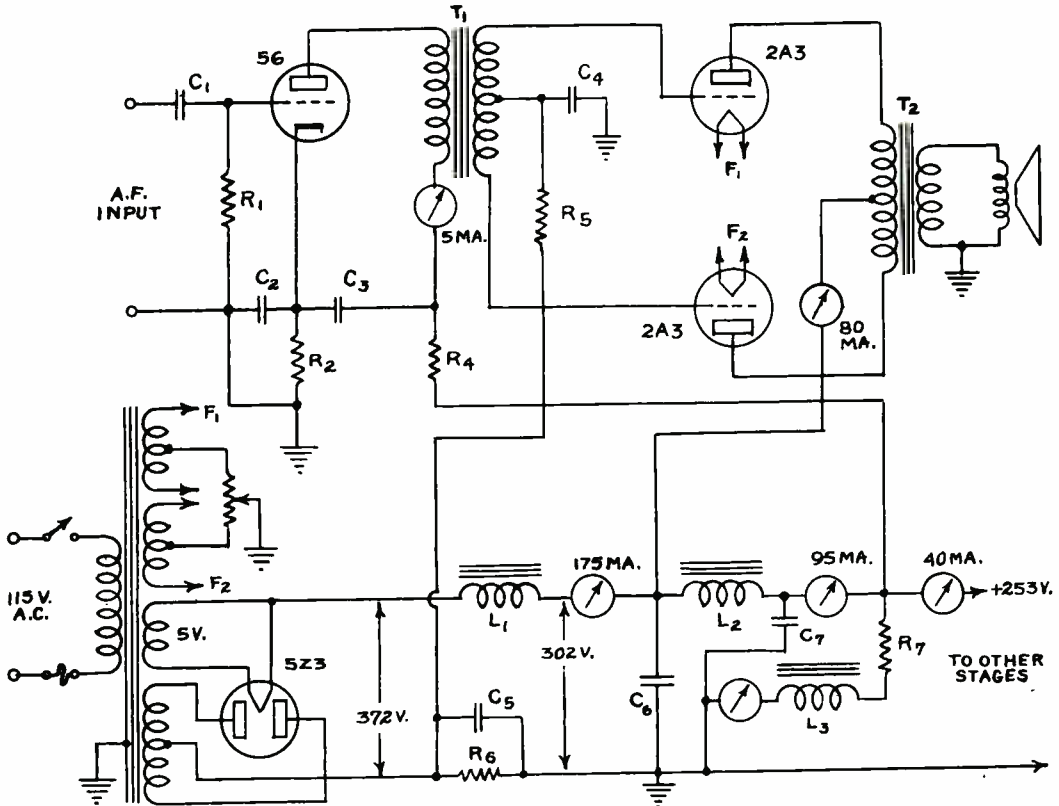 T1
56
2A3
C1
C4
T2
A.F.
INPUT
R1
5 MA.
R5
F1
F2
C2
C3
2A3
80
MA.
R2
R4
F1
115 V.
A.C.
F2
5V.
5Z3
L1
175 MA.
L2
95 MA.
40 MA.
+253 V.
C7
R7
302 V.
372 V.
C5
C6
L3
TO OTHER
STAGES
R6